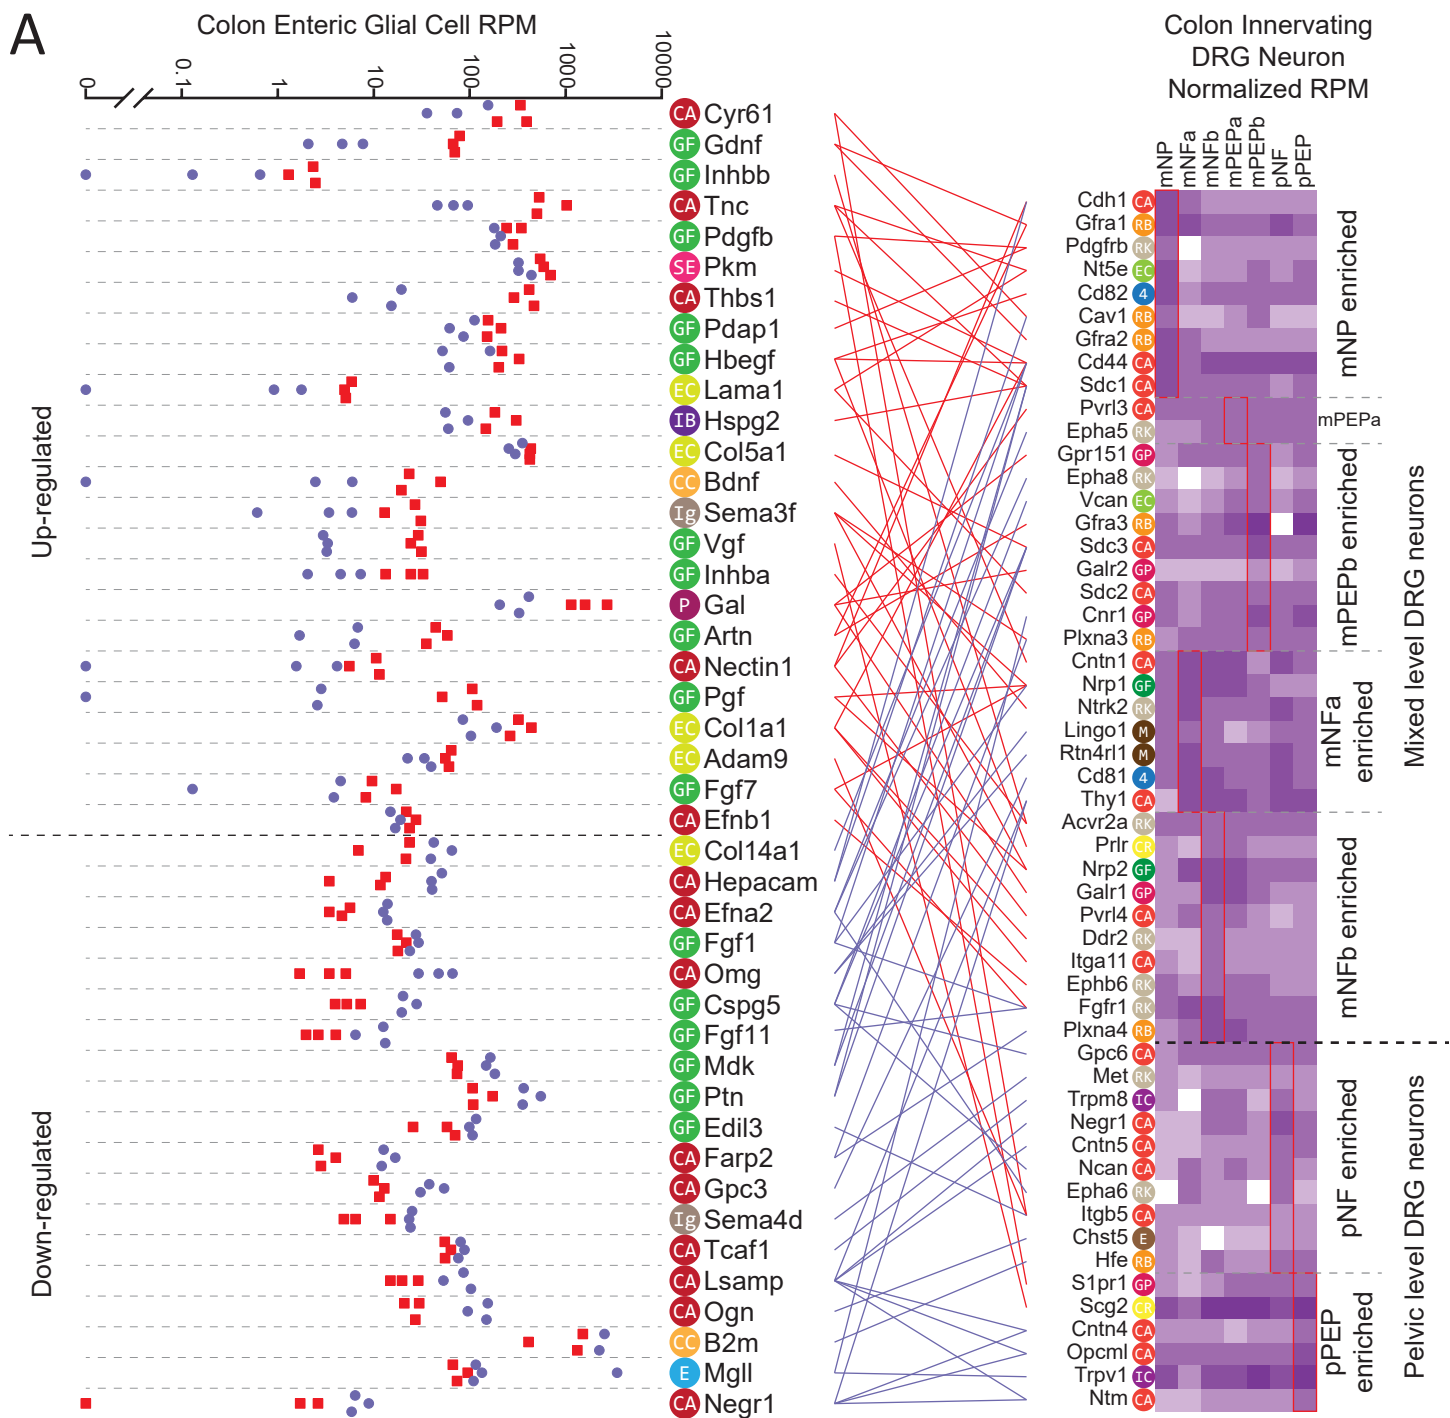 A
Colon Enteric Glial Cell RPM
0
0.1
1
10
100
1000
10000
Up-regulated
CA Cyr61
GF Gdnf
GF Inhbb
CA Tnc
GF Pdgfb
SE Pkm
CA Thbs1
GF Pdap1
GF Hbegf
EC Lama1
IB Hspg2
EC Col5a1
CC Bdnf
Ig Sema3f
GF Vgf
GF Inhba
P Gal
GF Artn
CA Nectin1
GF Pgf
EC Col1a1
EC Adam9
GF Fgf7
CA Efnb1
Down-regulated
EC Col14a1
CA Hepacam
CA Efna2
GF Fgf1
CA Omg
GF Cspg5
GF Fgf11
GF Mdk
GF Ptn
GF Edil3
CA Farp2
CA Gpc3
Ig Sema4d
CA Tcaf1
CA Lsamp
CA Ogn
CC B2m
E Mgll
CA Negr1
Colon Innervating
DRG Neuron
Normalized RPM
mNP
mNFa
mNFb
mPEPa
mPEPb
pNF
pPEP
Cdh1 CA
Gfra1 RB
Pdgfrb RK
Nt5e EC
Cd82 4
Cav1 RB
Gfra2 RB
Cd44 CA
Sdc1 CA
Pvrl3 CA
Epha5 RK
Gpr151 GP
Epha8 RK
Vcan EC
Gfra3 RB
Sdc3 CA
Galr2 GP
Sdc2 CA
Cnr1 GP
Plxna3 RB
Cntn1 CA
Nrp1 GF
Ntrk2 RK
Lingo1 M
Rtn4rl1 M
Cd81 4
Thy1 CA
Acvr2a RK
Prlr CR
Nrp2 GF
Galr1 GP
Pvrl4 CA
Ddr2 RK
Itga11 CA
Ephb6 RK
Fgfr1 RK
Plxna4 RB
Gpc6 CA
Met RK
Trpm8 IC
Negr1 CA
Cntn5 CA
Ncan CA
Epha6 RK
Itgb5 CA
Chst5 E
Hfe RB
S1pr1 GP
Scg2 CR
Cntn4 CA
Opcml CA
Trpv1 IC
Ntm CA
mNP enriched
mPEPa
mPEPb enriched
mNFa
enriched
mNFb enriched
pNF enriched
pPEP
enriched
Mixed level DRG neurons
Pelvic level DRG neurons